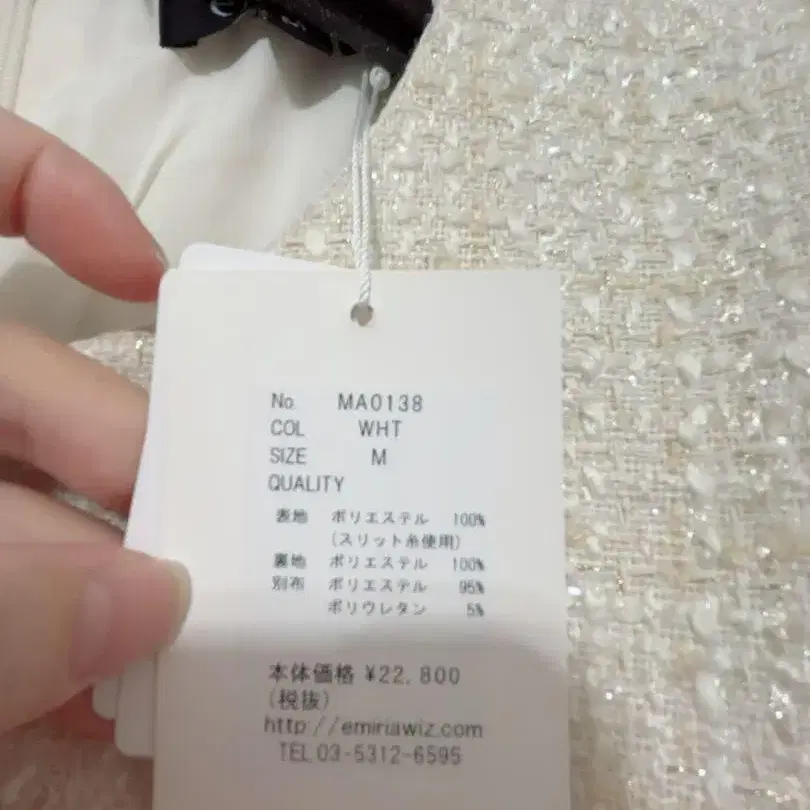 No. MA0138
COL WHT
SIZE M
QUALITY
表地 ポリエステル 100%
(スリット糸使用)
裏地 ポリエステル 100%
別布 ポリエステル 95%
ポリウレタン 5%
本体価格 ¥22,800
(税抜)
http://emiriawiz.com
TEL 03-5312-6595